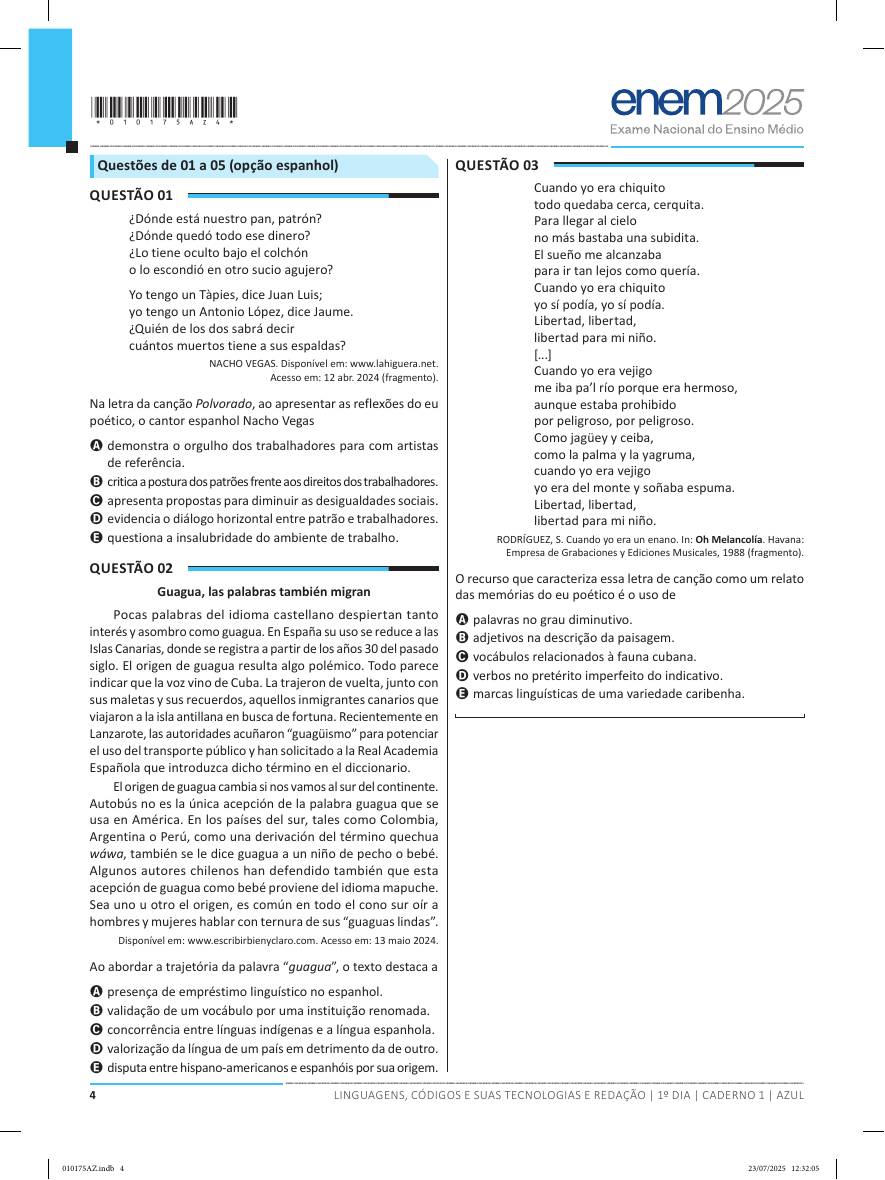 *010175AZ4*
enem2025
Exame Nacional do Ensino Médio
Questões de 01 a 05 (opção espanhol)
QUESTÃO 01
¿Dónde está nuestro pan, patrón?
¿Dónde quedó todo ese dinero?
¿Lo tiene oculto bajo el colchón
o lo escondió en otro sucio agujero?
Yo tengo un Tàpies, dice Juan Luis;
yo tengo un Antonio López, dice Jaume.
¿Quién de los dos sabrá decir
cuántos muertos tiene a sus espaldas?
NACHO VEGAS. Disponível em: www.lahiguera.net.
Acesso em: 12 abr. 2024 (fragmento).
Na letra da canção Polvorado, ao apresentar as reflexões do eu
poético, o cantor espanhol Nacho Vegas
A demonstra o orgulho dos trabalhadores para com artistas
de referência.
B critica a postura dos patrões frente aos direitos dos trabalhadores.
C apresenta propostas para diminuir as desigualdades sociais.
D evidencia o diálogo horizontal entre patrão e trabalhadores.
E questiona a insalubridade do ambiente de trabalho.
QUESTÃO 02
Guagua, las palabras también migran
Pocas palabras del idioma castellano despiertan tanto
interés y asombro como guagua. En España su uso se reduce a las
Islas Canarias, donde se registra a partir de los años 30 del pasado
siglo. El origen de guagua resulta algo polémico. Todo parece
indicar que la voz vino de Cuba. La trajeron de vuelta, junto con
sus maletas y sus recuerdos, aquellos inmigrantes canarios que
viajaron a la isla antillana en busca de fortuna. Recientemente en
Lanzarote, las autoridades acuñaron “guagüismo” para potenciar
el uso del transporte público y han solicitado a la Real Academia
Española que introduzca dicho término en el diccionario.
El origen de guagua cambia si nos vamos al sur del continente.
Autobús no es la única acepción de la palabra guagua que se
usa en América. En los países del sur, tales como Colombia,
Argentina o Perú, como una derivación del término quechua
wáwa, también se le dice guagua a un niño de pecho o bebé.
Algunos autores chilenos han defendido también que esta
acepción de guagua como bebé proviene del idioma mapuche.
Sea uno u otro el origen, es común en todo el cono sur oír a
hombres y mujeres hablar con ternura de sus “guaguas lindas”.
Disponível em: www.escribirbienyclaro.com. Acesso em: 13 maio 2024.
Ao abordar a trajetória da palavra “guagua”, o texto destaca a
A presença de empréstimo linguístico no espanhol.
B validação de um vocábulo por uma instituição renomada.
C concorrência entre línguas indígenas e a língua espanhola.
D valorização da língua de um país em detrimento da de outro.
E disputa entre hispano-americanos e espanhóis por sua origem.
QUESTÃO 03
Cuando yo era chiquito
todo quedaba cerca, cerquita.
Para llegar al cielo
no más bastaba una subidita.
El sueño me alcanzaba
para ir tan lejos como quería.
Cuando yo era chiquito
yo sí podía, yo sí podía.
Libertad, libertad,
libertad para mi niño.
[...]
Cuando yo era vejigo
me iba pa’l río porque era hermoso,
aunque estaba prohibido
por peligroso, por peligroso.
Como jagüey y ceiba,
como la palma y la yagruma,
cuando yo era vejigo
yo era del monte y soñaba espuma.
Libertad, libertad,
libertad para mi niño.
RODRÍGUEZ, S. Cuando yo era un enano. In: Oh Melancolía. Havana:
Empresa de Grabaciones y Ediciones Musicales, 1988 (fragmento).
O recurso que caracteriza essa letra de canção como um relato
das memórias do eu poético é o uso de
A palavras no grau diminutivo.
B adjetivos na descrição da paisagem.
C vocábulos relacionados à fauna cubana.
D verbos no pretérito imperfeito do indicativo.
E marcas linguísticas de uma variedade caribenha.
4
LINGUAGENS, CÓDIGOS E SUAS TECNOLOGIAS E REDAÇÃO | 1º DIA | CADERNO 1 | AZUL
010175AZ.indb 4
23/07/2025 12:32:05